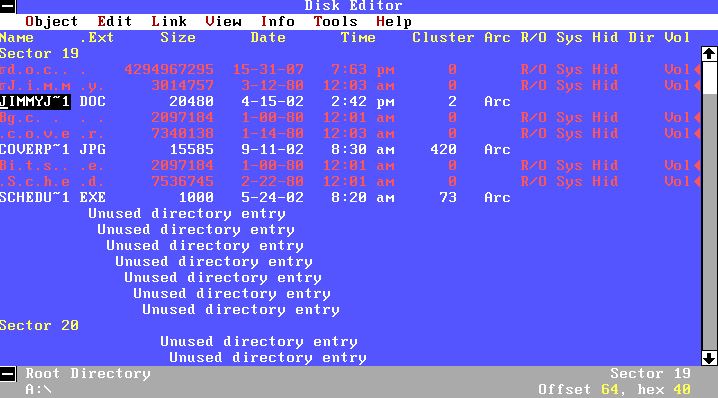 Disk Editor
Object Edit Link View Info Tools Help
Name .Ext Size Date Time Cluster Arc R/O Sys Hid Dir Vol
Sector 19
σd.o.c.. . 4294967295 15-31-07 7:63 pm 0 R/O Sys Hid Vol
σJ.i.m.m .y. 3014757 3-12-80 12:03 am 0 R/O Sys Hid Vol
JIMMYJ~1 DOC 20480 4-15-02 2:42 pm 2 Arc
Bg.c. . . . 2097184 1-00-80 12:01 am 0 R/O Sys Hid Vol
.c.o.v.e .r. 7340138 1-14-80 12:03 am 0 R/O Sys Hid Vol
COVERP~1 JPG 15585 9-11-02 8:30 am 420 Arc
Bi.t.s.. .e. 2097184 1-00-80 12:01 am 0 R/O Sys Hid Vol
.S.c.h.e .d. 7536745 2-22-80 12:01 am 0 R/O Sys Hid Vol
SCHEDU~1 EXE 1000 5-24-02 8:20 am 73 Arc
Unused directory entry
Unused directory entry
Unused directory entry
Unused directory entry
Unused directory entry
Unused directory entry
Unused directory entry
Sector 20
Unused directory entry
Unused directory entry
Root Directory Sector 19
A:\ Offset 64, hex 40